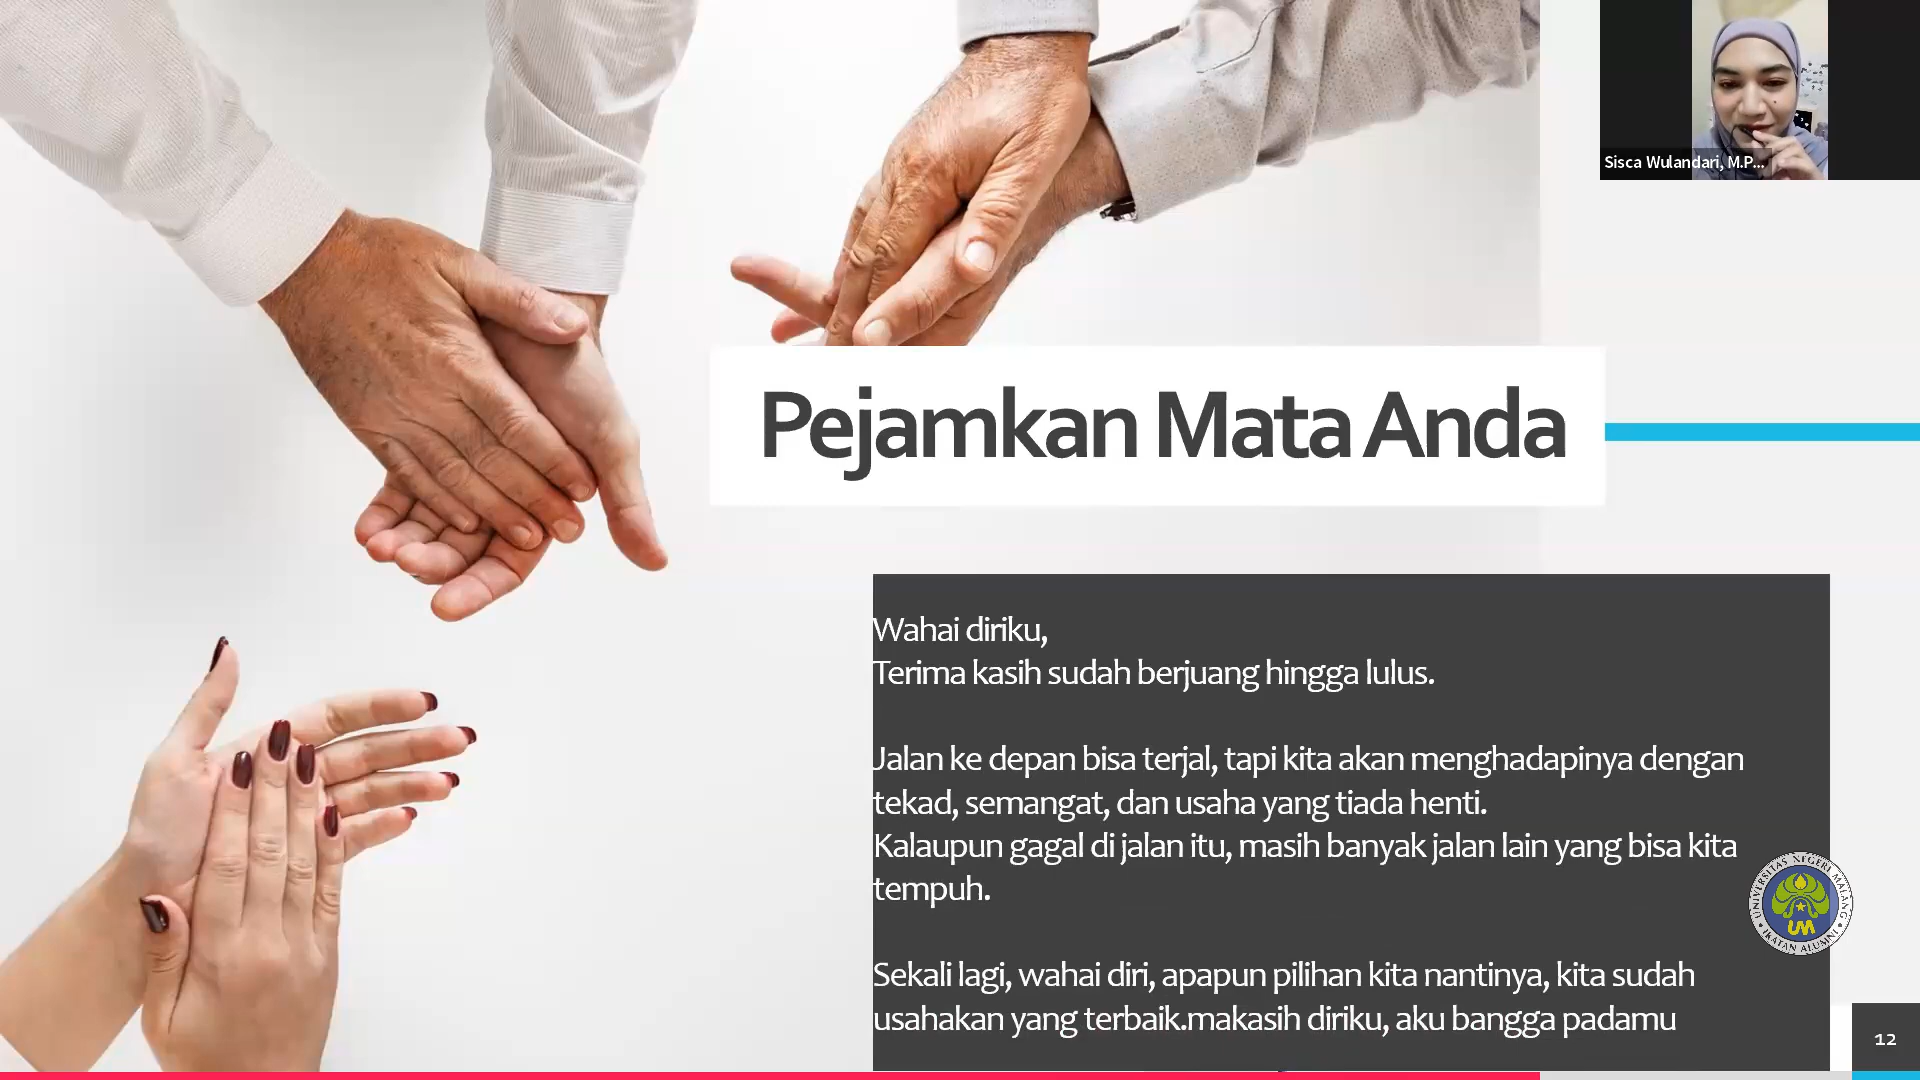 Sisca Wulandari, M.P...
Pejamkan Mata Anda
Wahai diriku,
Terima kasih sudah berjuang hingga lulus.
Jalan ke depan bisa terjal, tapi kita akan menghadapinya dengan
tekad, semangat, dan usaha yang tiada henti.
Kalaupun gagal di jalan itu, masih banyak jalan lain yang bisa kita
tempuh.
Sekali lagi, wahai diri, apapun pilihan kita nantinya, kita sudah
usahakan yang terbaik.makasih diriku, aku bangga padamu
UNIVERSITAS NEGERI MALANG
UM
IKATAN ALUMNI
12